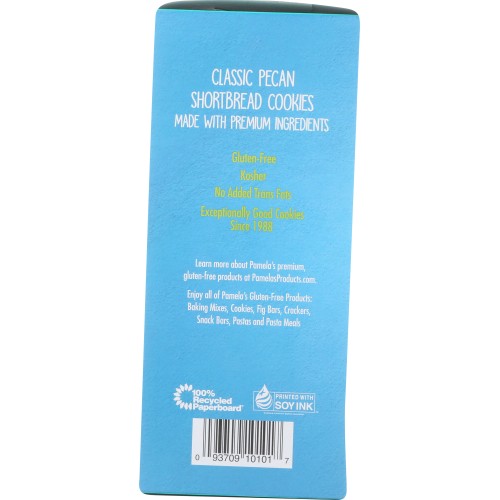 CLASSIC PECAN
SHORTBREAD COOKIES
MADE WITH PREMIUM INGREDIENTS
Gluten-Free
Kosher
No Added Trans Fats
Exceptionally Good Cookies
Since 1988
Learn more about Pamela's premium,
gluten-free products at PamelasProducts.com.
Enjoy all of Pamela's Gluten-Free Products:
Baking Mixes, Cookies, Fig Bars, Crackers,
Snack Bars, Pastas and Pasta Meals
100%
Recycled
Paperboard
PRINTED WITH
SOY INK
0 93709 10101 7